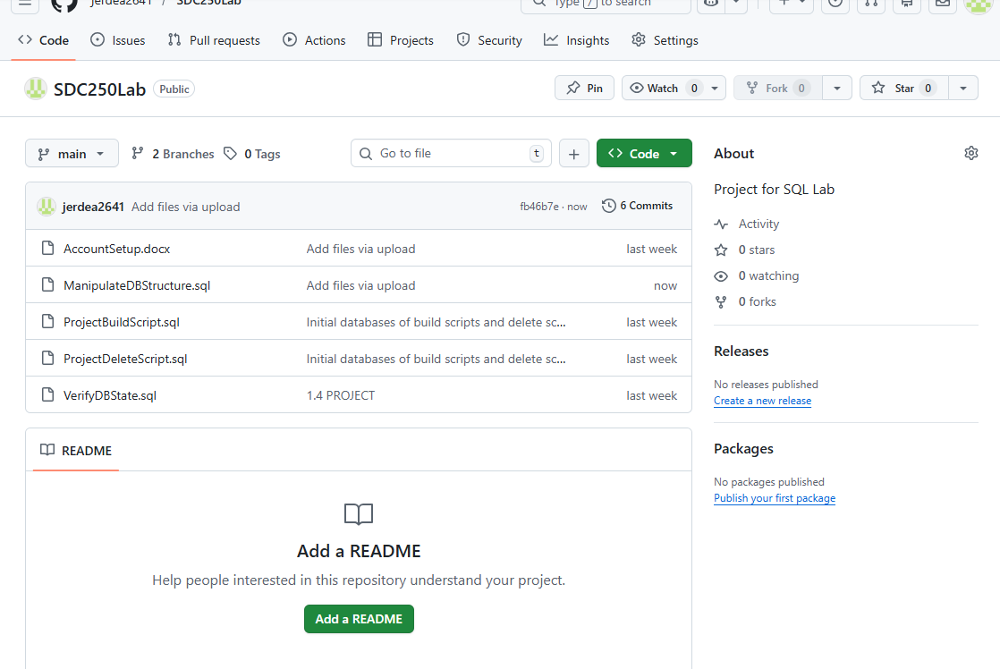 jerdea2641 / SDC250Lab Type / to search
Code Issues Pull requests Actions Projects Security Insights Settings
SDC250Lab Public Pin Watch 0 Fork 0 Star 0
main 2 Branches 0 Tags Go to file t + Code
jerdea2641 Add files via upload fb46b7e · now 6 Commits
AccountSetup.docx Add files via upload last week
ManipulateDBStructure.sql Add files via upload now
ProjectBuildScript.sql Initial databases of build scripts and delete sc... last week
ProjectDeleteScript.sql Initial databases of build scripts and delete sc... last week
VerifyDBState.sql 1.4 PROJECT last week
README
Add a README
Help people interested in this repository understand your project.
Add a README
About
Project for SQL Lab
Activity
0 stars
0 watching
0 forks
Releases
No releases published
Create a new release
Packages
No packages published
Publish your first package